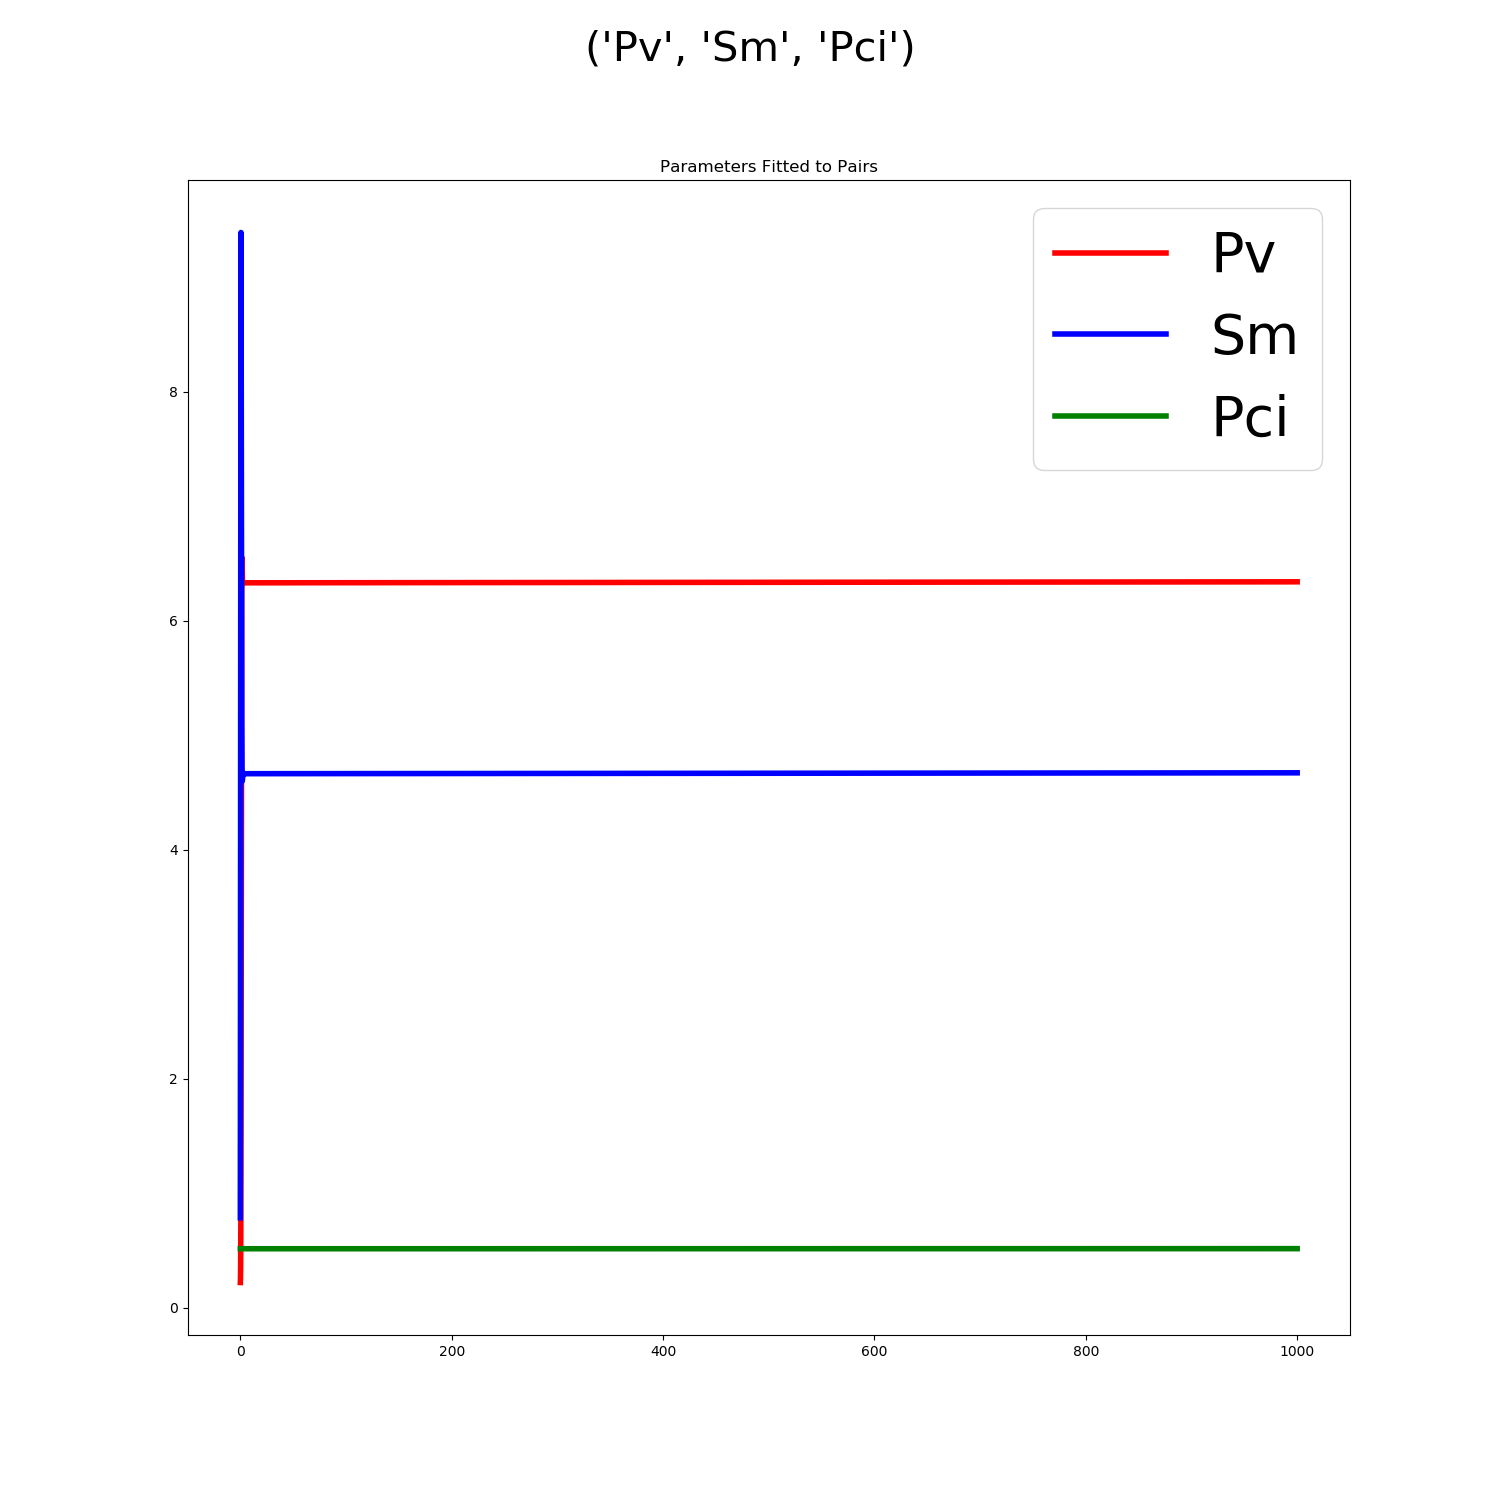 ('Pv', 'Sm', 'Pci')
Parameters Fitted to Pairs
Pv
Sm
Pci
8
6
4
2
0
0 200 400 600 800 1000